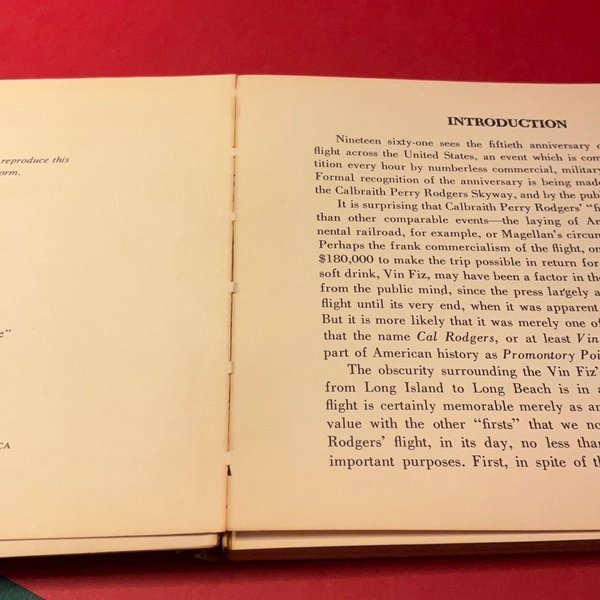 reproduce this
orm.
e"
CA
INTRODUCTION
Nineteen sixty-one sees the fiftieth anniversary
flight across the United States, an event which is com
tition every hour by numberless commercial, military
Formal recognition of the anniversary is being made
the Calbraith Perry Rodgers Skyway, and by the pub
It is surprising that Calbraith Perry Rodgers' "fi
than other comparable events—the laying of Am
nental railroad, for example, or Magellan's circum
Perhaps the frank commercialism of the flight, on
$180,000 to make the trip possible in return for
soft drink, Vin Fiz, may have been a factor in the
from the public mind, since the press largely a
flight until its very end, when it was apparent
But it is more likely that it was merely one of
that the name Cal Rodgers, or at least Vin
part of American history as Promontory Poi
The obscurity surrounding the Vin Fiz'
from Long Island to Long Beach is in a
flight is certainly memorable merely as an
value with the other "firsts" that we no
Rodgers' flight, in its day, no less than
important purposes. First, in spite of th